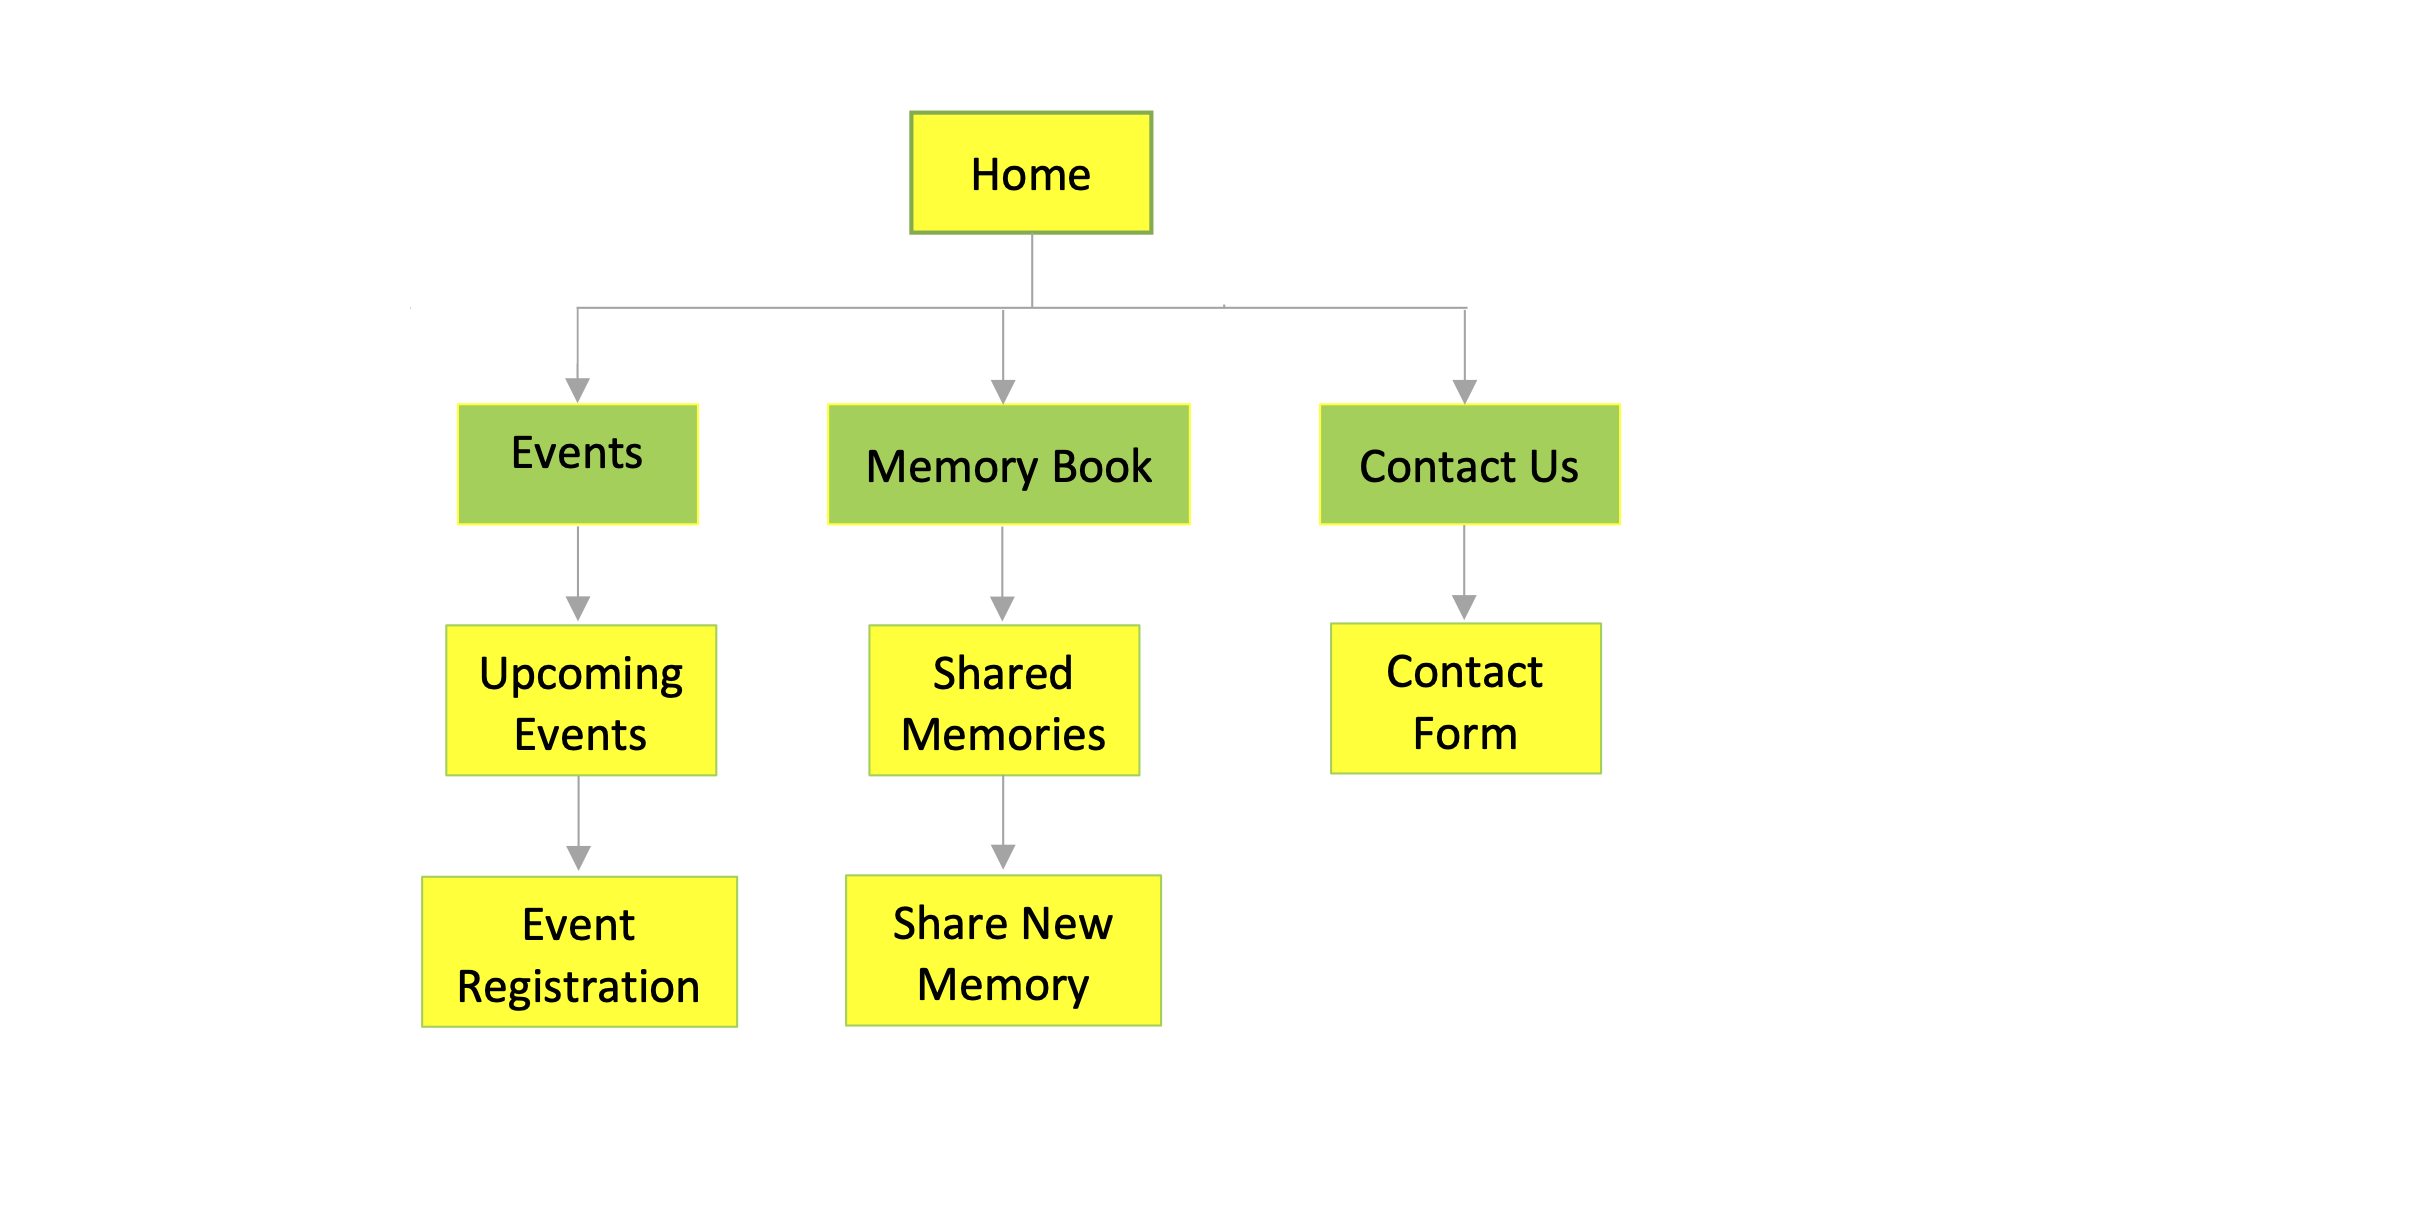 Home
Events
Memory Book
Contact Us
Upcoming
Events
Shared
Memories
Contact
Form
Event
Registration
Share New
Memory